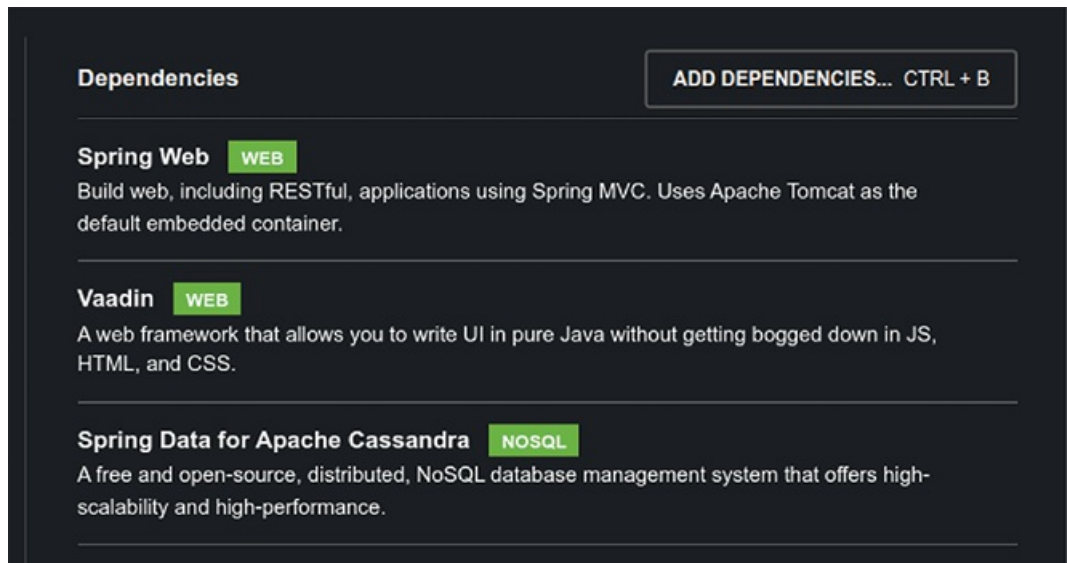 Dependencies
ADD DEPENDENCIES... CTRL + B
Spring Web WEB
Build web, including RESTful, applications using Spring MVC. Uses Apache Tomcat as the
default embedded container.
Vaadin WEB
A web framework that allows you to write UI in pure Java without getting bogged down in JS,
HTML, and CSS.
Spring Data for Apache Cassandra NOSQL
A free and open-source, distributed, NoSQL database management system that offers high-
scalability and high-performance.